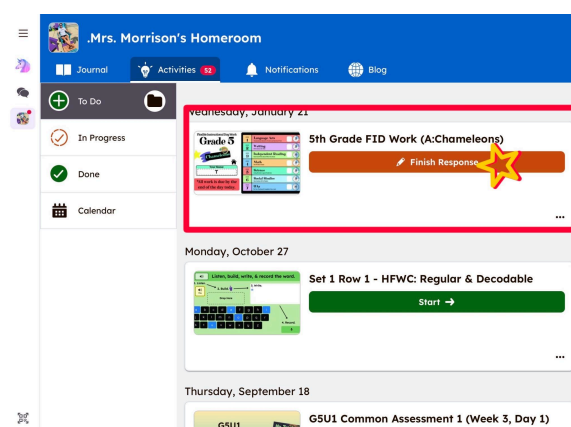 .Mrs. Morrison's Homeroom
Journal
Activities 52
Notifications
Blog
To Do
In Progress
Done
Calendar
Wednesday, January 21
Grade 5
Chameleons
T
5th Grade FID Work (A:Chameleons)
Finish Response
Monday, October 27
Listen, build, write, & record the word.
Set 1 Row 1 - HFWC: Regular & Decodable
Start →
Thursday, September 18
G5U1
G5U1 Common Assessment 1 (Week 3, Day 1)